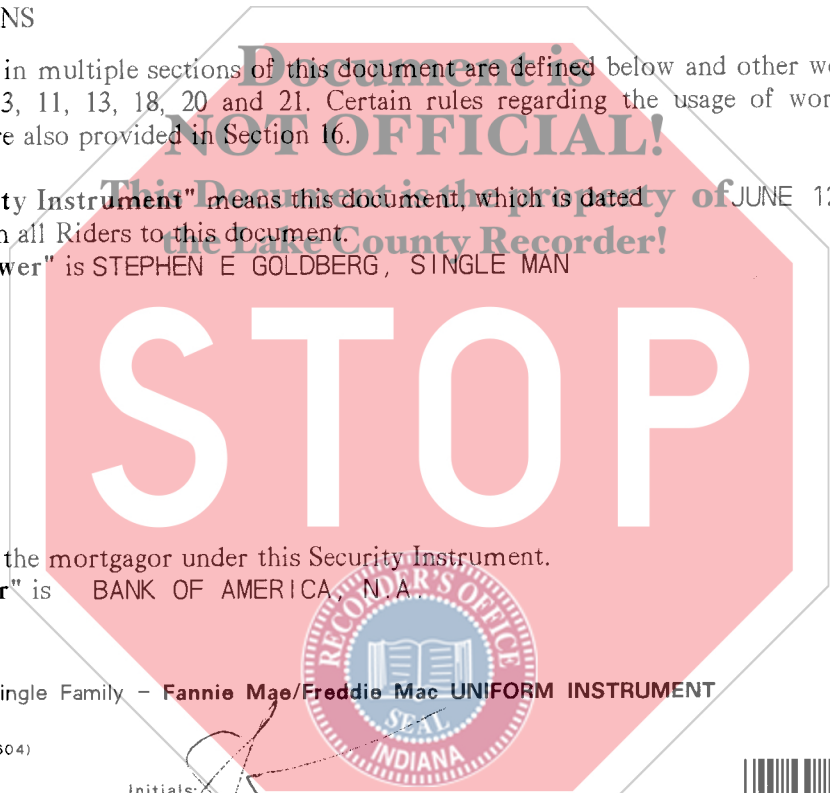 NS
Document is
in multiple sections of this document are defined below and other
3, 11, 13, 18, 20 and 21. Certain rules regarding the usage of
also provided in Section 16.
NOT OFFICIAL!
ty Instrument" means this document, which is dated JUNE 12
This Document is the property of
all Riders to this document.
the Lake County Recorder!
wer" is STEPHEN E GOLDBERG, SINGLE MAN
STOP
the mortgagor under this Security Instrument.
r" is BANK OF AMERICA, N.A.
RECORDER'S OFFICE
SEAL
INDIANA
ingle Family - Fannie Mae/Freddie Mac UNIFORM INSTRUMENT
604)
Initials: